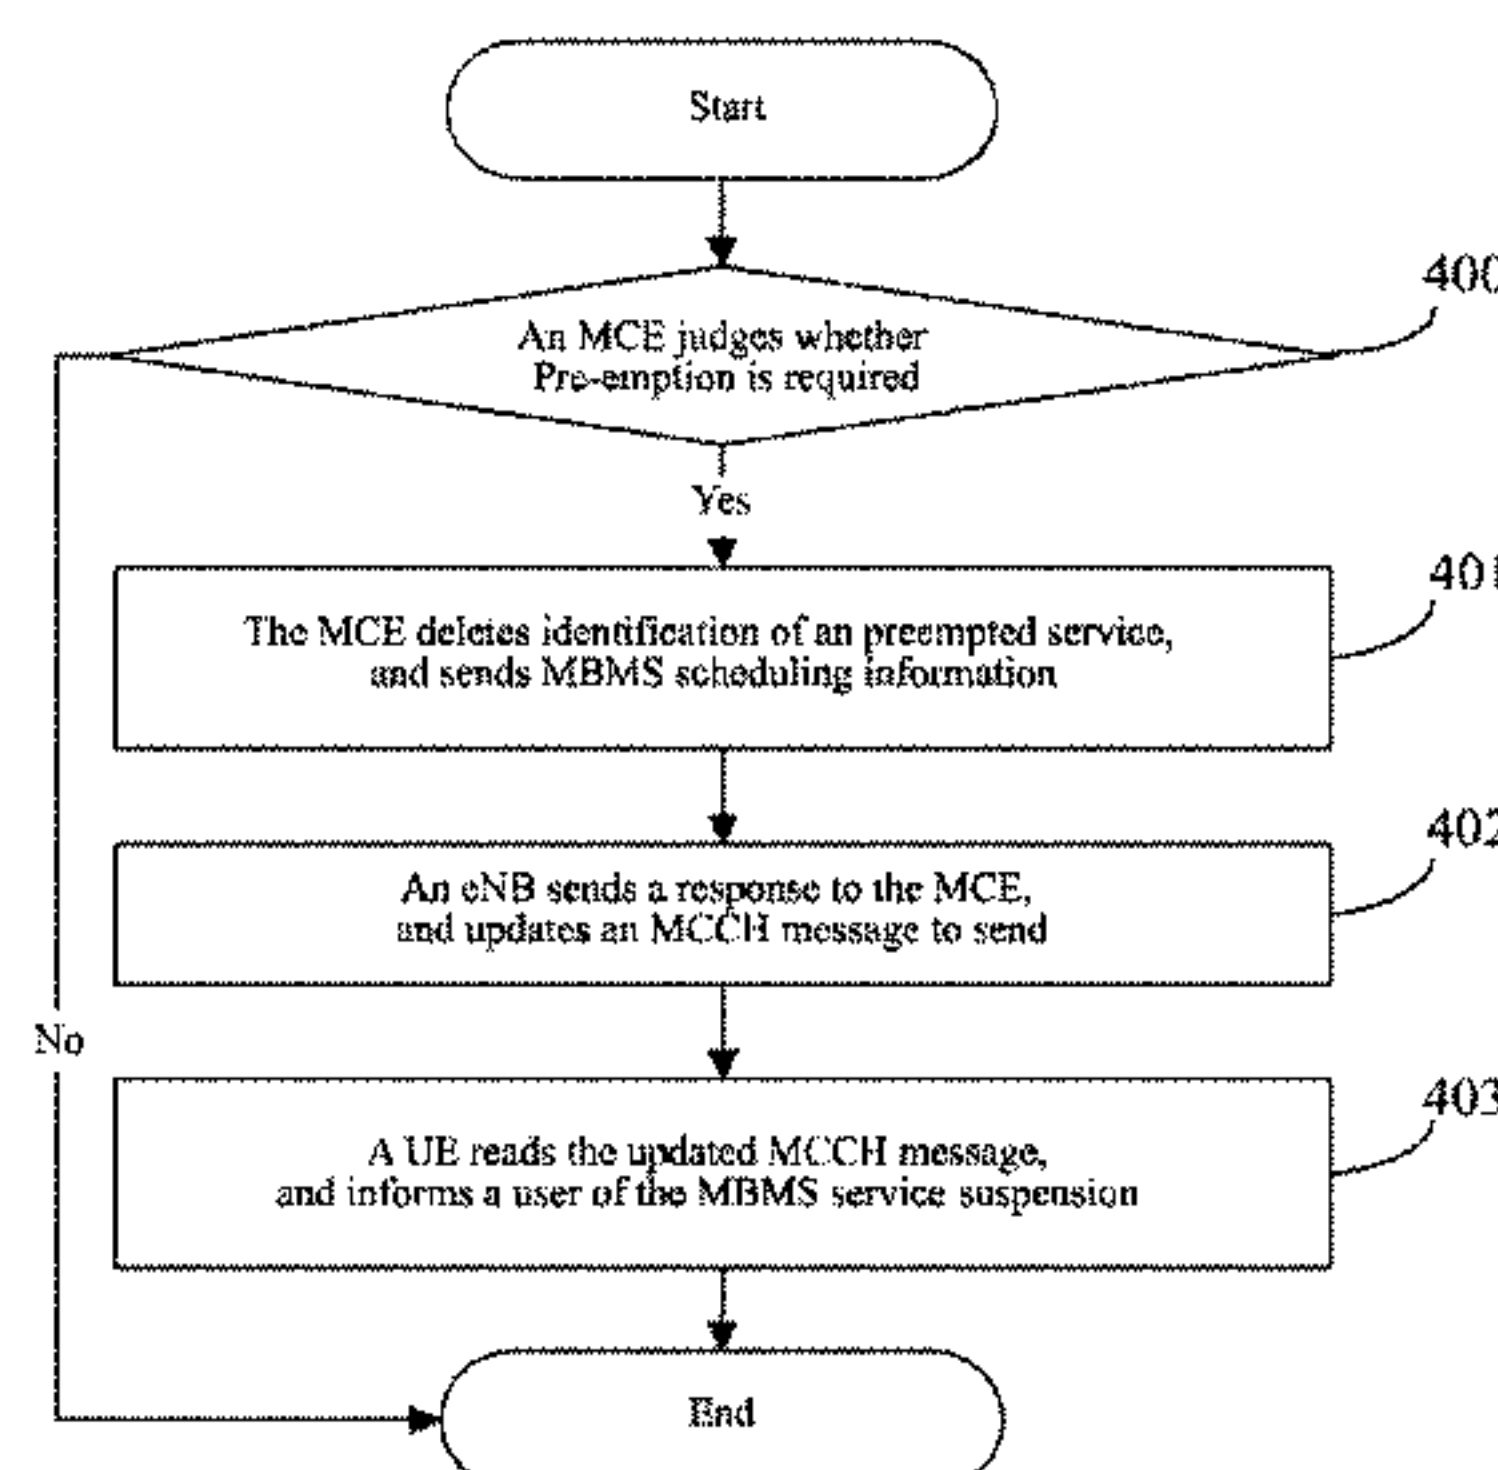 Start
400
An MCE judges whether
Pre-emption is required
Yes
401
The MCE deletes identification of an preempted service,
and sends MBMS scheduling information
402
An eNB sends a response to the MCE,
and updates an MCCH message to send
No
403
A UE reads the updated MCCH message,
and informs a user of the MBMS service suspension
End